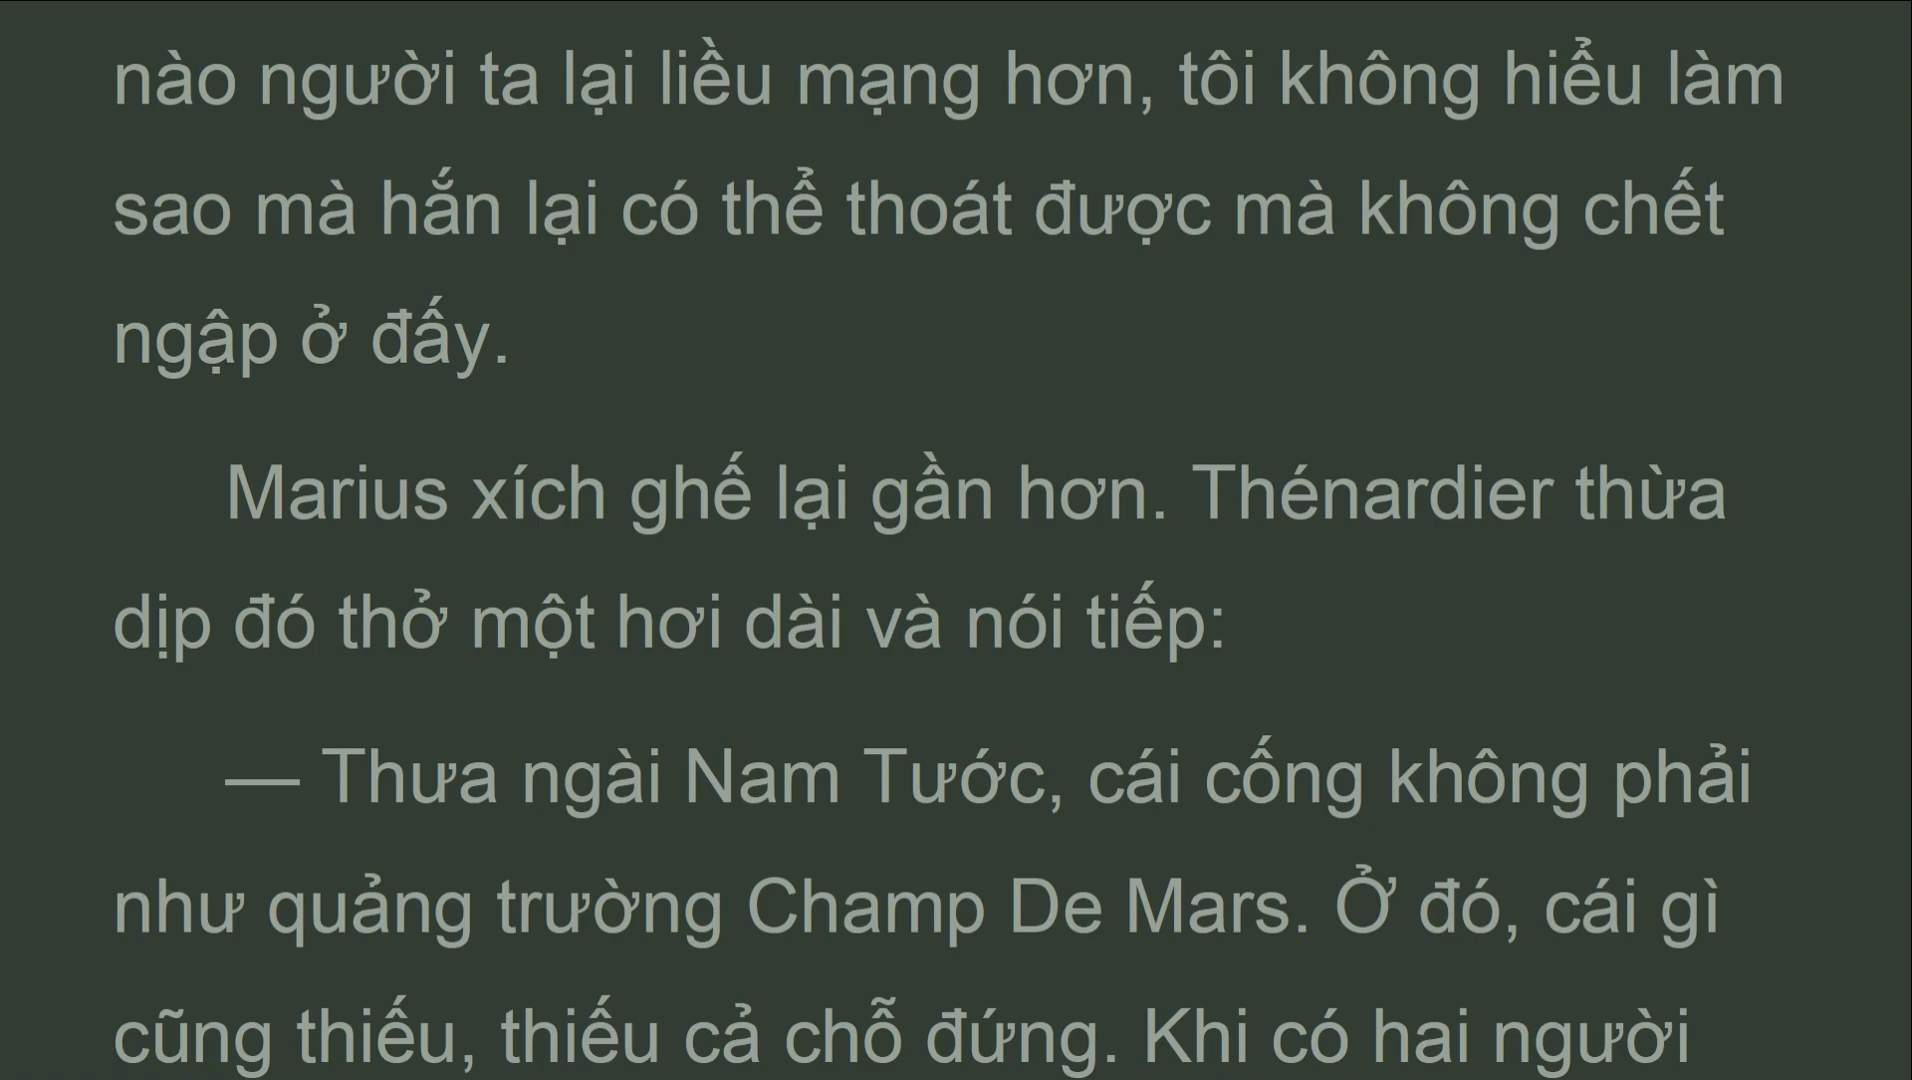 nào người ta lại liều mạng hơn, tôi không hiểu làm
sao mà hắn lại có thể thoát được mà không chết
ngập ở đấy.
Marius xích ghế lại gần hơn. Thénardier thừa
dịp đó thở một hơi dài và nói tiếp:
— Thưa ngài Nam Tước, cái cống không phải
như quảng trường Champ De Mars. Ở đó, cái gì
cũng thiếu, thiếu cả chỗ đứng. Khi có hai người